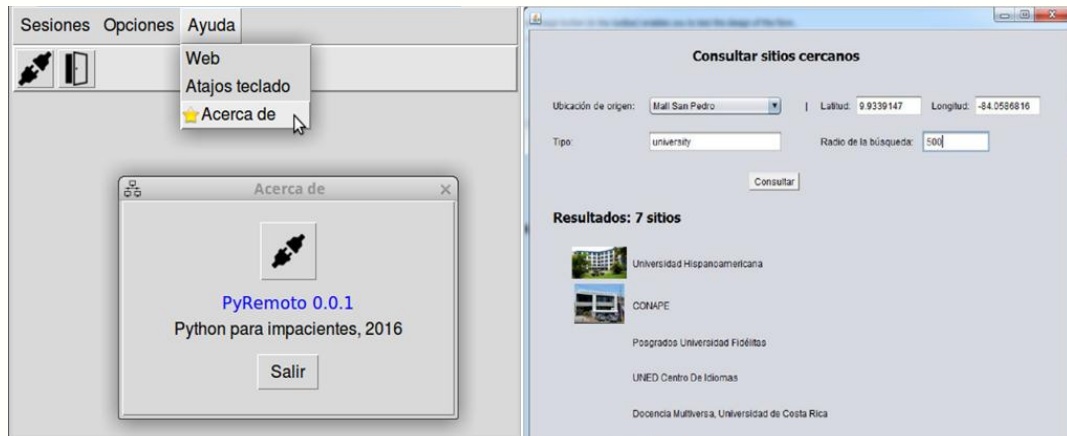 Sesiones Opciones Ayuda
Web
Atajos teclado
Acerca de
Acerca de
PyRemoto 0.0.1
Python para impacientes, 2016
Salir
Consultar sitios cercanos
Ubicación de origen: Mall San Pedro | Latitud: 9.9339147 Longitud: -84.0586816
Tipo: university Radio de la búsqueda: 500
Consultar
Resultados: 7 sitios
Universidad Hispanoamericana
CONAPE
Posgrados Universidad Fidélitas
UNED Centro De Idiomas
Docencia Multiversa, Universidad de Costa Rica